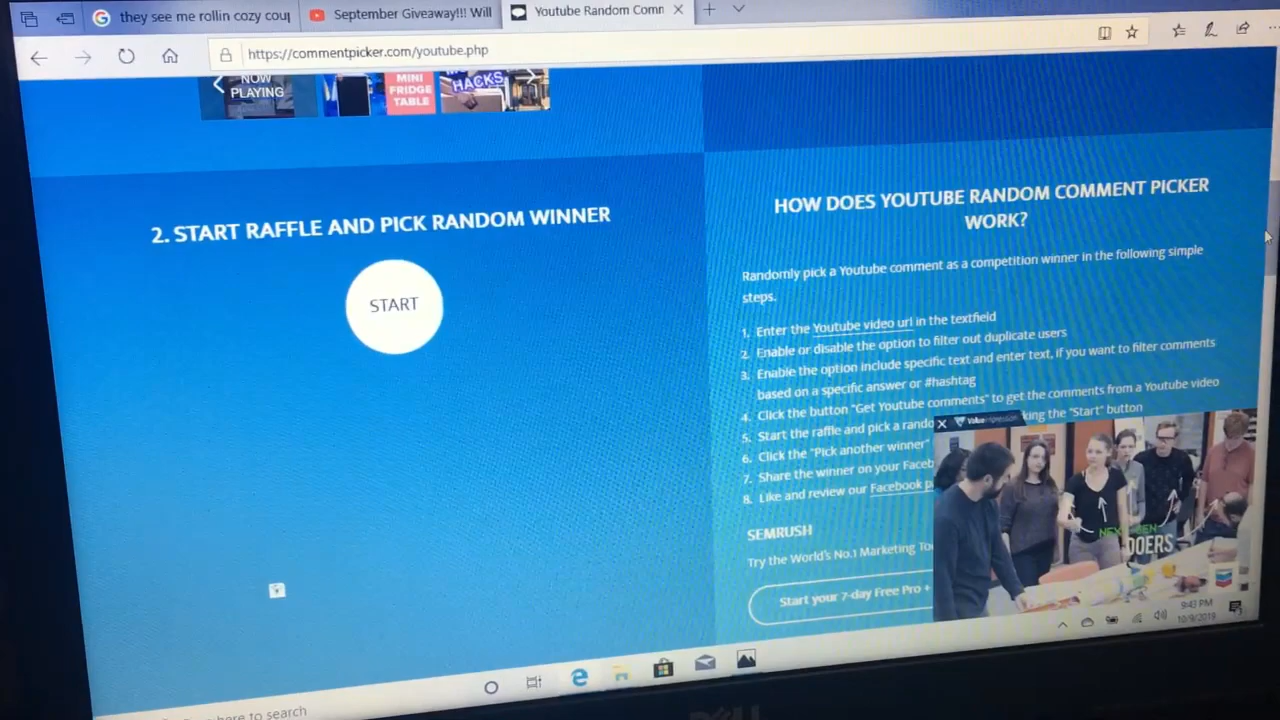 they see me rollin cozy coup
September Giveaway!!! Will
Youtube Random Comm
https://commentpicker.com/youtube.php
NOW
PLAYING
MINI
FRIDGE
TABLE
HACKS
2. START RAFFLE AND PICK RANDOM WINNER
START
HOW DOES YOUTUBE RANDOM COMMENT PICKER
WORK?
Randomly pick a Youtube comment as a competition winner in the following simple
steps.
1. Enter the Youtube video url in the textfield
2. Enable or disable the option to filter out duplicate users
3. Enable the option include specific text and enter text, if you want to filter comments
based on a specific answer or #hashtag
4. Click the button "Get Youtube comments" to get the comments from a Youtube video
5. Start the raffle and pick a rando king the "Start" button
6. Click the "Pick another winner"
7. Share the winner on your Faceb
8. Like and review our Facebook p
SEMRUSH
Try the World's No.1 Marketing To
Start your 7-day Free Pro +
DOERS
9:43 PM
10/9/2019
here to search
DELL